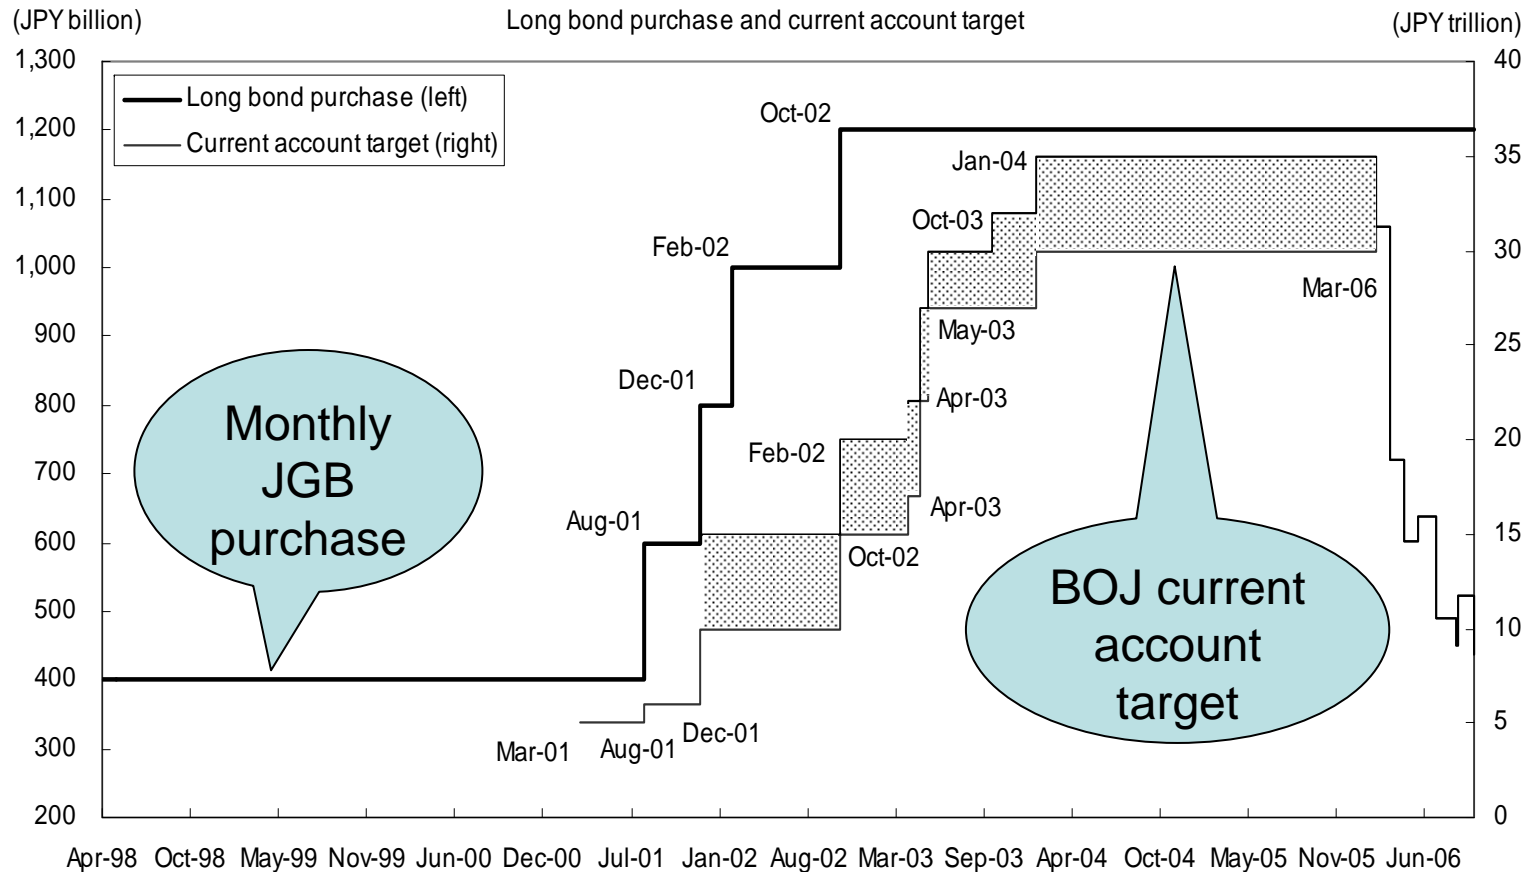 (JPY billion)
Long bond purchase and current account target
(JPY trillion)
1,300
1,200
1,100
1,000
900
800
700
600
500
400
300
200
40
35
30
25
20
15
10
5
0
Long bond purchase (left)
Current account target (right)
Oct-02
Jan-04
Oct-03
Feb-02
Mar-06
May-03
Dec-01
Apr-03
Feb-02
Apr-03
Aug-01
Oct-02
Mar-01
Aug-01
Dec-01
Monthly
JGB
purchase
BOJ current
account
target
Apr-98 Oct-98 May-99 Nov-99 Jun-00 Dec-00 Jul-01 Jan-02 Aug-02 Mar-03 Sep-03 Apr-04 Oct-04 May-05 Nov-05 Jun-06